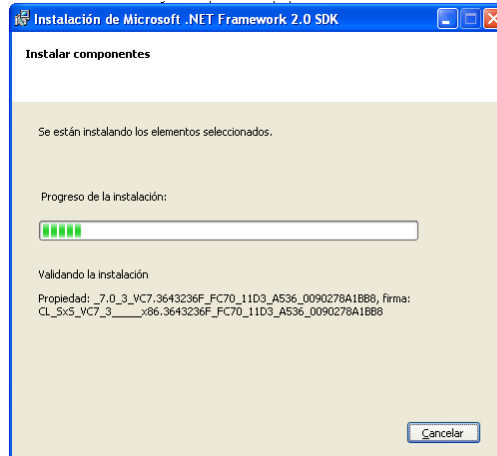 Instalación de Microsoft .NET Framework 2.0 SDK
Instalar componentes
Se están instalando los elementos seleccionados.
Progreso de la instalación:
Validando la instalación
Propiedad: _7.0_3_VC7.3643236F_FC70_11D3_A536_0090278A1BB8, firma:
CL_SxS_VC7_3_____x86.3643236F_FC70_11D3_A536_0090278A1BB8
Cancelar